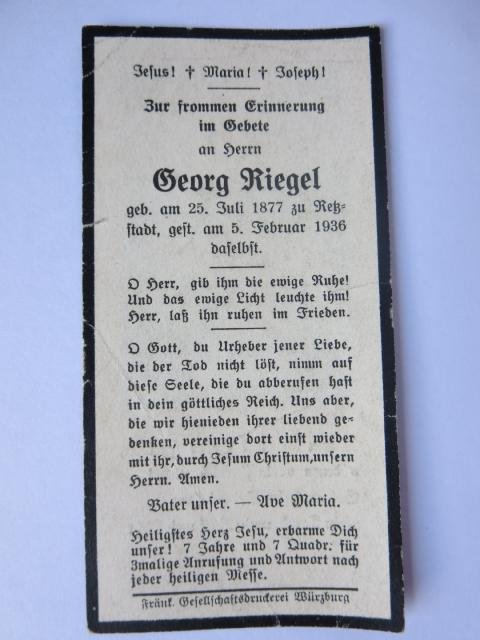 Jesus! † Maria! † Joseph!
Zur frommen Erinnerung
im Gebete
an Herrn
Georg Riegel
geb. am 25. Juli 1877 zu Retz-
stadt, gest. am 5. Februar 1936
daselbst.
O Herr, gib ihm die ewige Ruhe!
Und das ewige Licht leuchte ihm!
Herr, laß ihn ruhen im Frieden.
O Gott, du Urheber jener Liebe,
die der Tod nicht löst, nimm auf
diese Seele, die du abberufen hast
in dein göttliches Reich. Uns aber,
die wir hienieden ihrer liebend ge-
denken, vereinige dort einst wieder
mit ihr, durch Jesum Christum, unsern
Herrn. Amen.
Vater unser. — Ave Maria.
Heiligstes Herz Jesu, erbarme Dich
unser! 7 Jahre und 7 Quadr. für
3malige Anrufung und Antwort nach
jeder heiligen Messe.
Fränk. Gesellschaftsdruckerei Würzburg